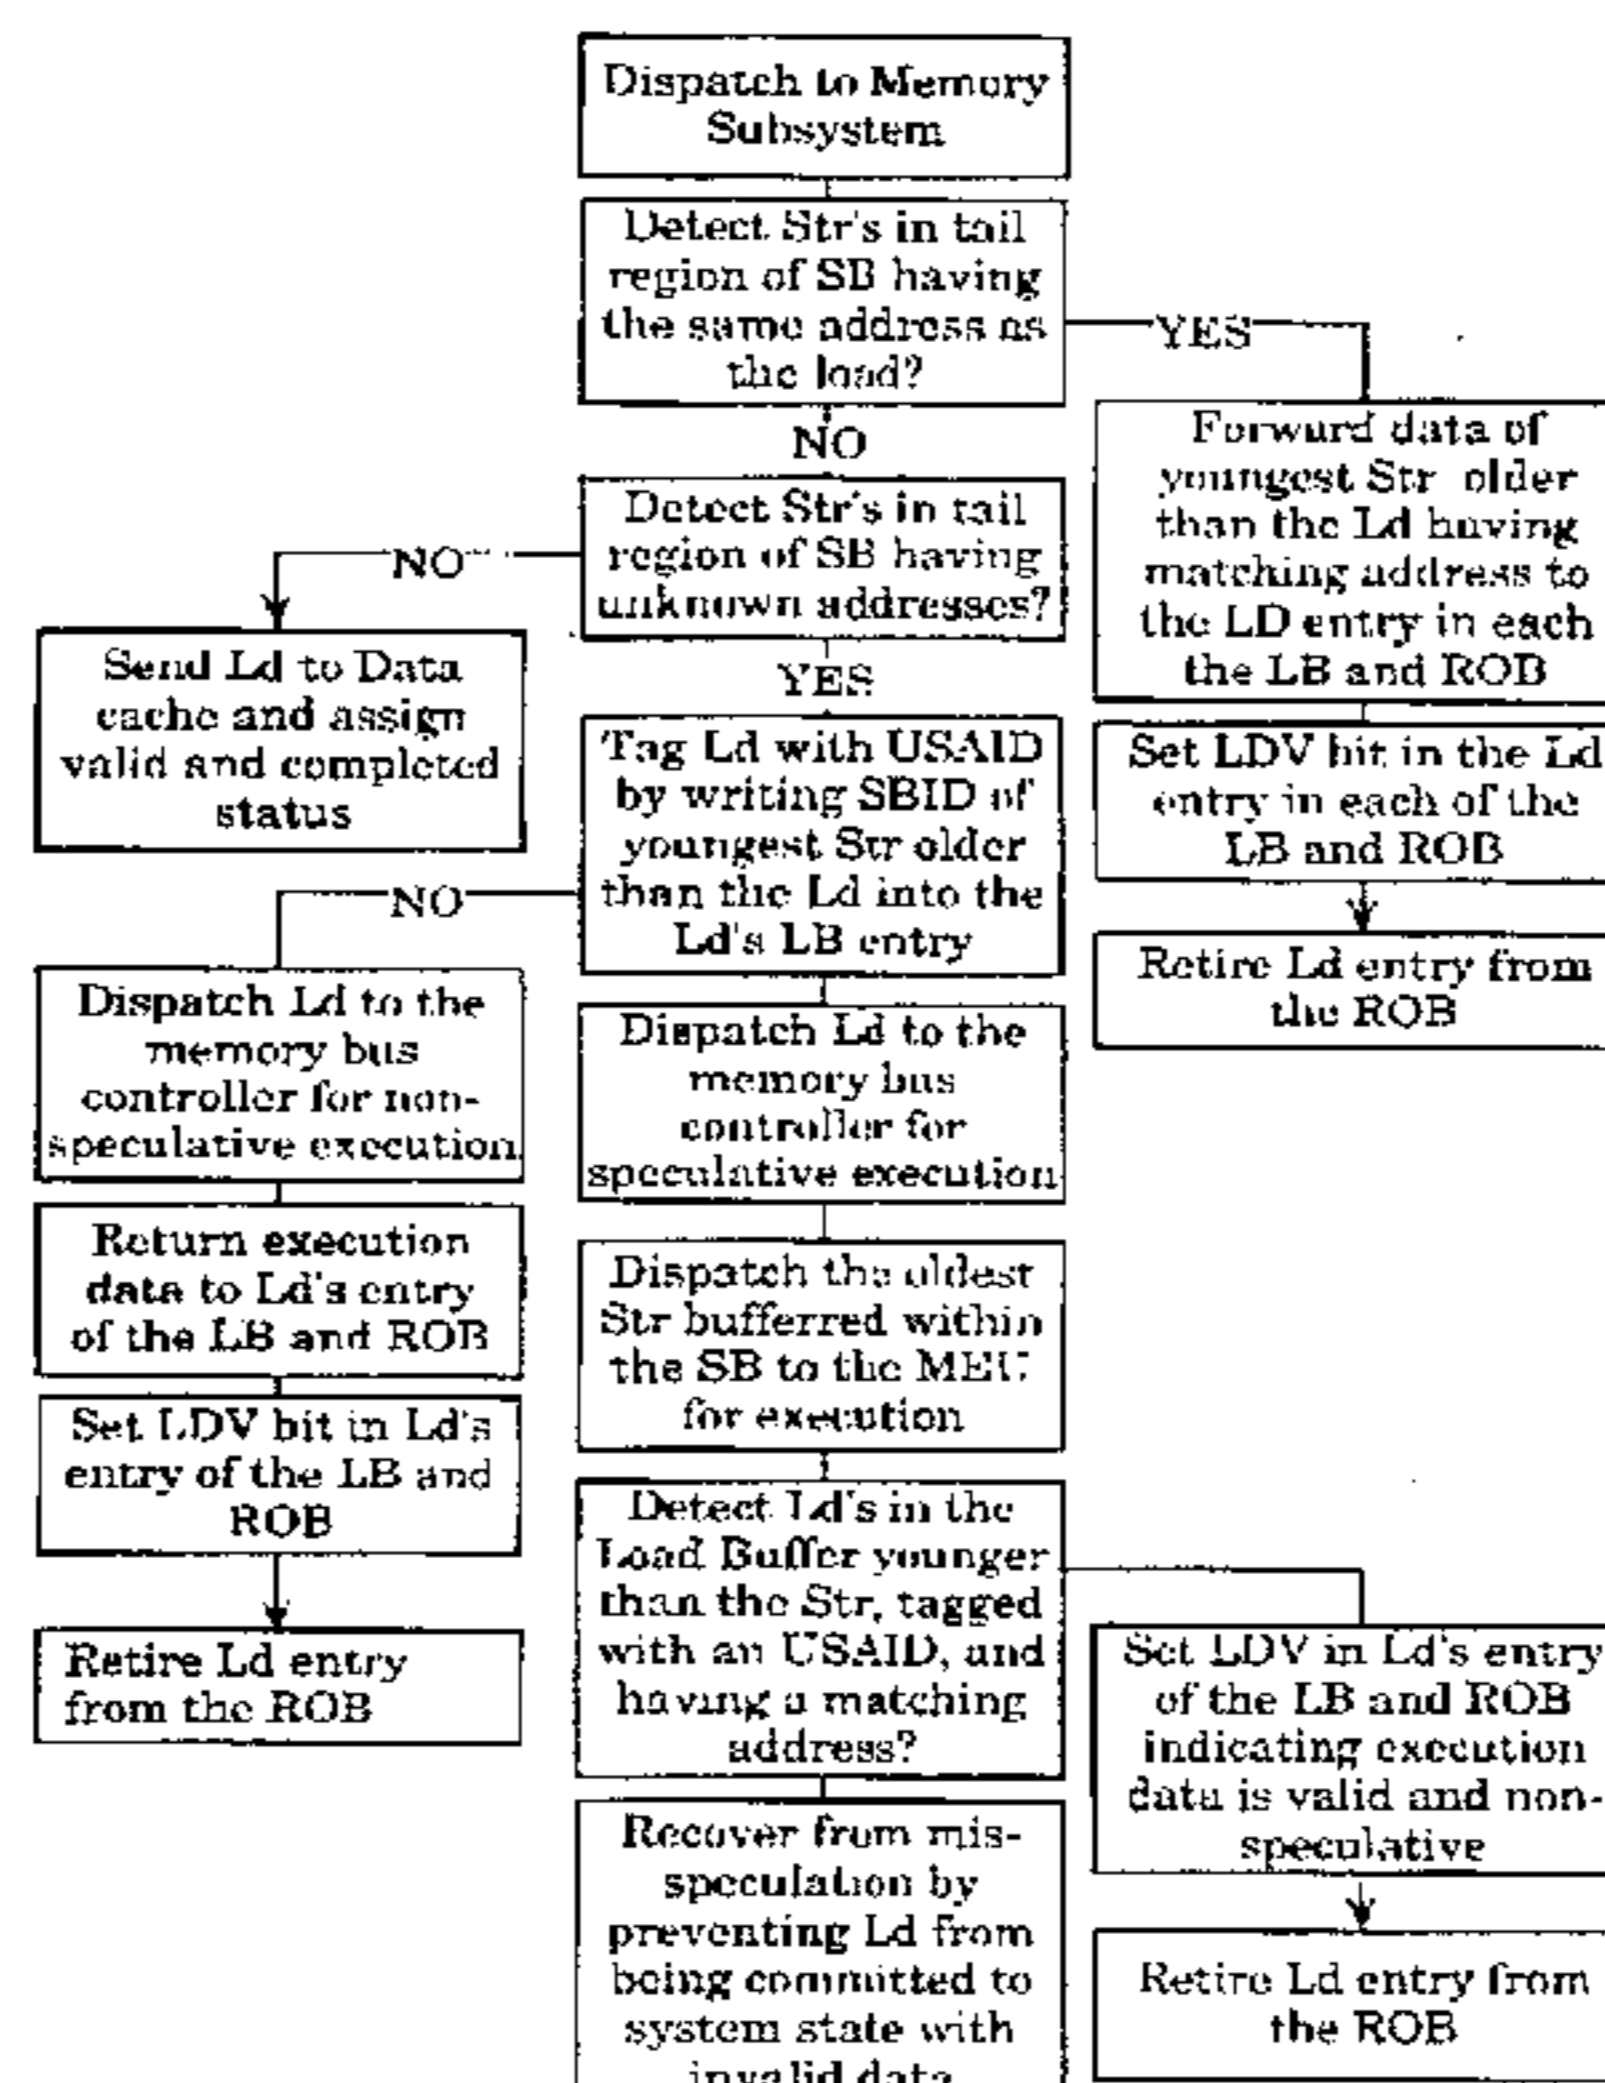 Dispatch to Memory
Subsystem
Detect Str's in tail
region of SB having
the same address as
the load?
YES
NO
Forward data of
youngest Str older
than the Ld having
matching address to
the LD entry in each
the LB and ROB
Detect Str's in tail
region of SB having
unknown addresses?
NO
Send Ld to Data
cache and assign
valid and completed
status
YES
Set LDV bit in the Ld
entry in each of the
LB and ROB
Tag Ld with USAID
by writing SBID of
youngest Str older
than the Ld into the
Ld's LB entry
NO
Retire Ld entry from
the ROB
Dispatch Ld to the
memory bus
controller for non-
speculative execution
Dispatch Ld to the
memory bus
controller for
speculative execution
Return execution
data to Ld's entry
of the LB and ROB
Dispatch the oldest
Str bufferred within
the SB to the MEU
for execution
Set LDV bit in Ld's
entry of the LB and
ROB
Detect Ld's in the
Load Buffer younger
than the Str, tagged
with an USAID, and
having a matching
address?
Retire Ld entry
from the ROB
Set LDV in Ld's entry
of the LB and ROB
indicating execution
data is valid and non-
speculative
Recover from mis-
speculation by
preventing Ld from
being committed to
system state with
invalid data
Retire Ld entry from
the ROB